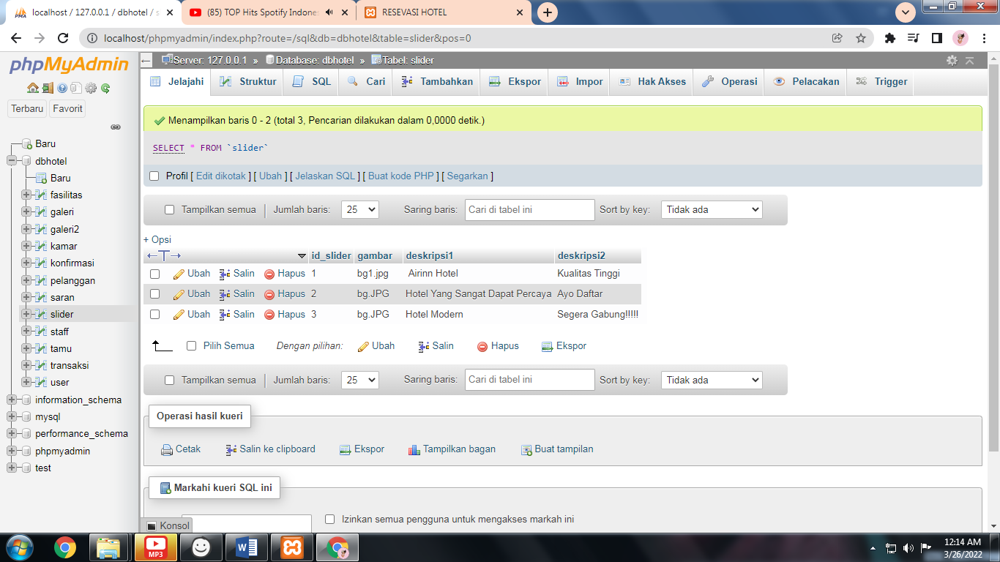 localhost / 127.0.0.1 / dbhotel / s
(85) TOP Hits Spotify Indones
RESEVASI HOTEL
localhost/phpmyadmin/index.php?route=/sql&db=dbhotel&table=slider&pos=0
phpMyAdmin
Terbaru Favorit
Baru
dbhotel
Baru
fasilitas
galeri
galeri2
kamar
konfirmasi
pelanggan
saran
slider
staff
tamu
transaksi
user
information_schema
mysql
performance_schema
phpmyadmin
test
Server: 127.0.0.1 » Database: dbhotel » Tabel: slider
Jelajahi Struktur SQL Cari Tambahkan Ekspor Impor Hak Akses Operasi Pelacakan Trigger
Menampilkan baris 0 - 2 (total 3, Pencarian dilakukan dalam 0,0000 detik.)
SELECT * FROM `slider`
Profil [ Edit dikotak ] [ Ubah ] [ Jelaskan SQL ] [ Buat kode PHP ] [ Segarkan ]
Tampilkan semua Jumlah baris: 25 Saring baris: Cari di tabel ini Sort by key: Tidak ada
+ Opsi
id_slider gambar deskripsi1 deskripsi2
Ubah Salin Hapus 1 bg1.jpg Airinn Hotel Kualitas Tinggi
Ubah Salin Hapus 2 bg.JPG Hotel Yang Sangat Dapat Percaya Ayo Daftar
Ubah Salin Hapus 3 bg.JPG Hotel Modern Segera Gabung!!!!!
Pilih Semua Dengan pilihan: Ubah Salin Hapus Ekspor
Tampilkan semua Jumlah baris: 25 Saring baris: Cari di tabel ini Sort by key: Tidak ada
Operasi hasil kueri
Cetak Salin ke clipboard Ekspor Tampilkan bagan Buat tampilan
Markahi kueri SQL ini
Izinkan semua pengguna untuk mengakses markah ini
Konsol
MP3
12:14 AM
3/26/2022